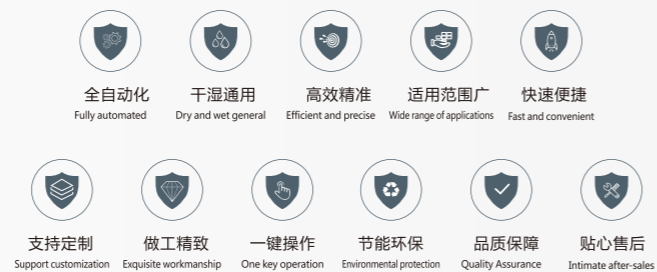 全自动化 干湿通用 高效精准 适用范围广 快速便捷
Fully automated Dry and wet general Efficient and precise Wide range of applications Fast and convenient
支持定制 做工精致 一键操作 节能环保 品质保障 贴心售后
Support customization Exquisite workmanship One key operation Environmental protection Quality Assurance Intimate after-sales